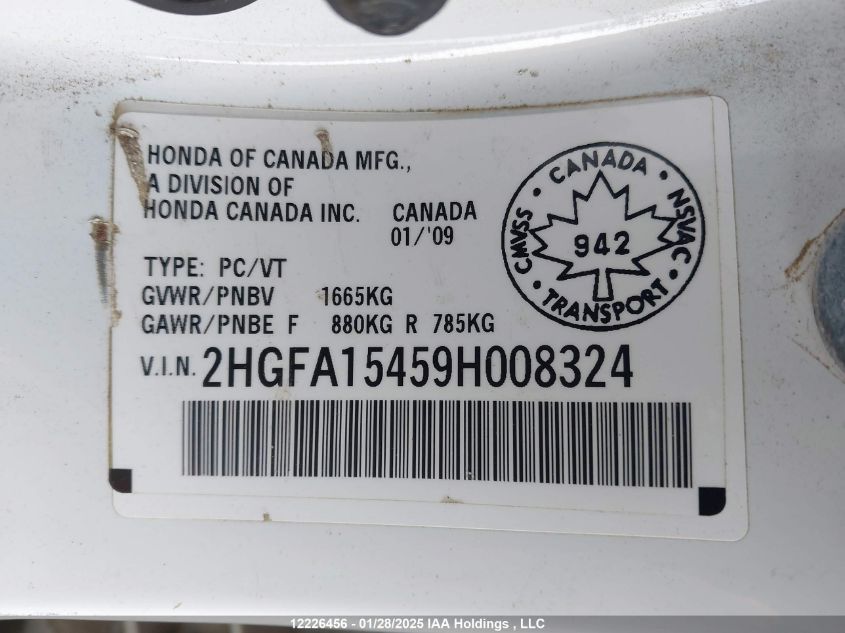 HONDA OF CANADA MFG.,
A DIVISION OF
HONDA CANADA INC. CANADA
01/'09
TYPE: PC/VT
GVWR/PNBV 1665KG
GAWR/PNBE F 880KG R 785KG
V.I.N. 2HGFA15459H008324
CANADA
CMVSS · NSVAC
942
TRANSPORT
12226456 - 01/28/2025 IAA Holdings , LLC